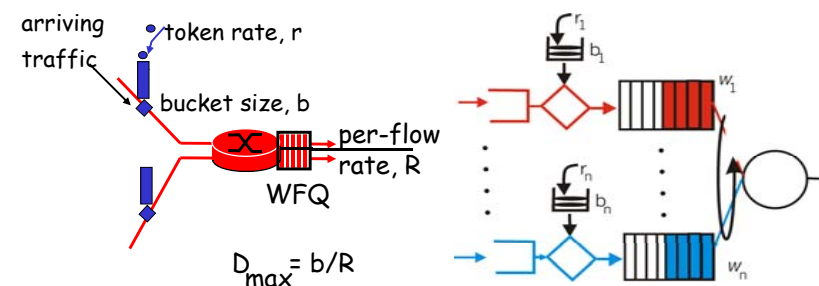 arriving
traffic
token rate, r
bucket size, b
per-flow
rate, R
WFQ
Dmax= b/R
r1
b1
w1
rn
bn
wn